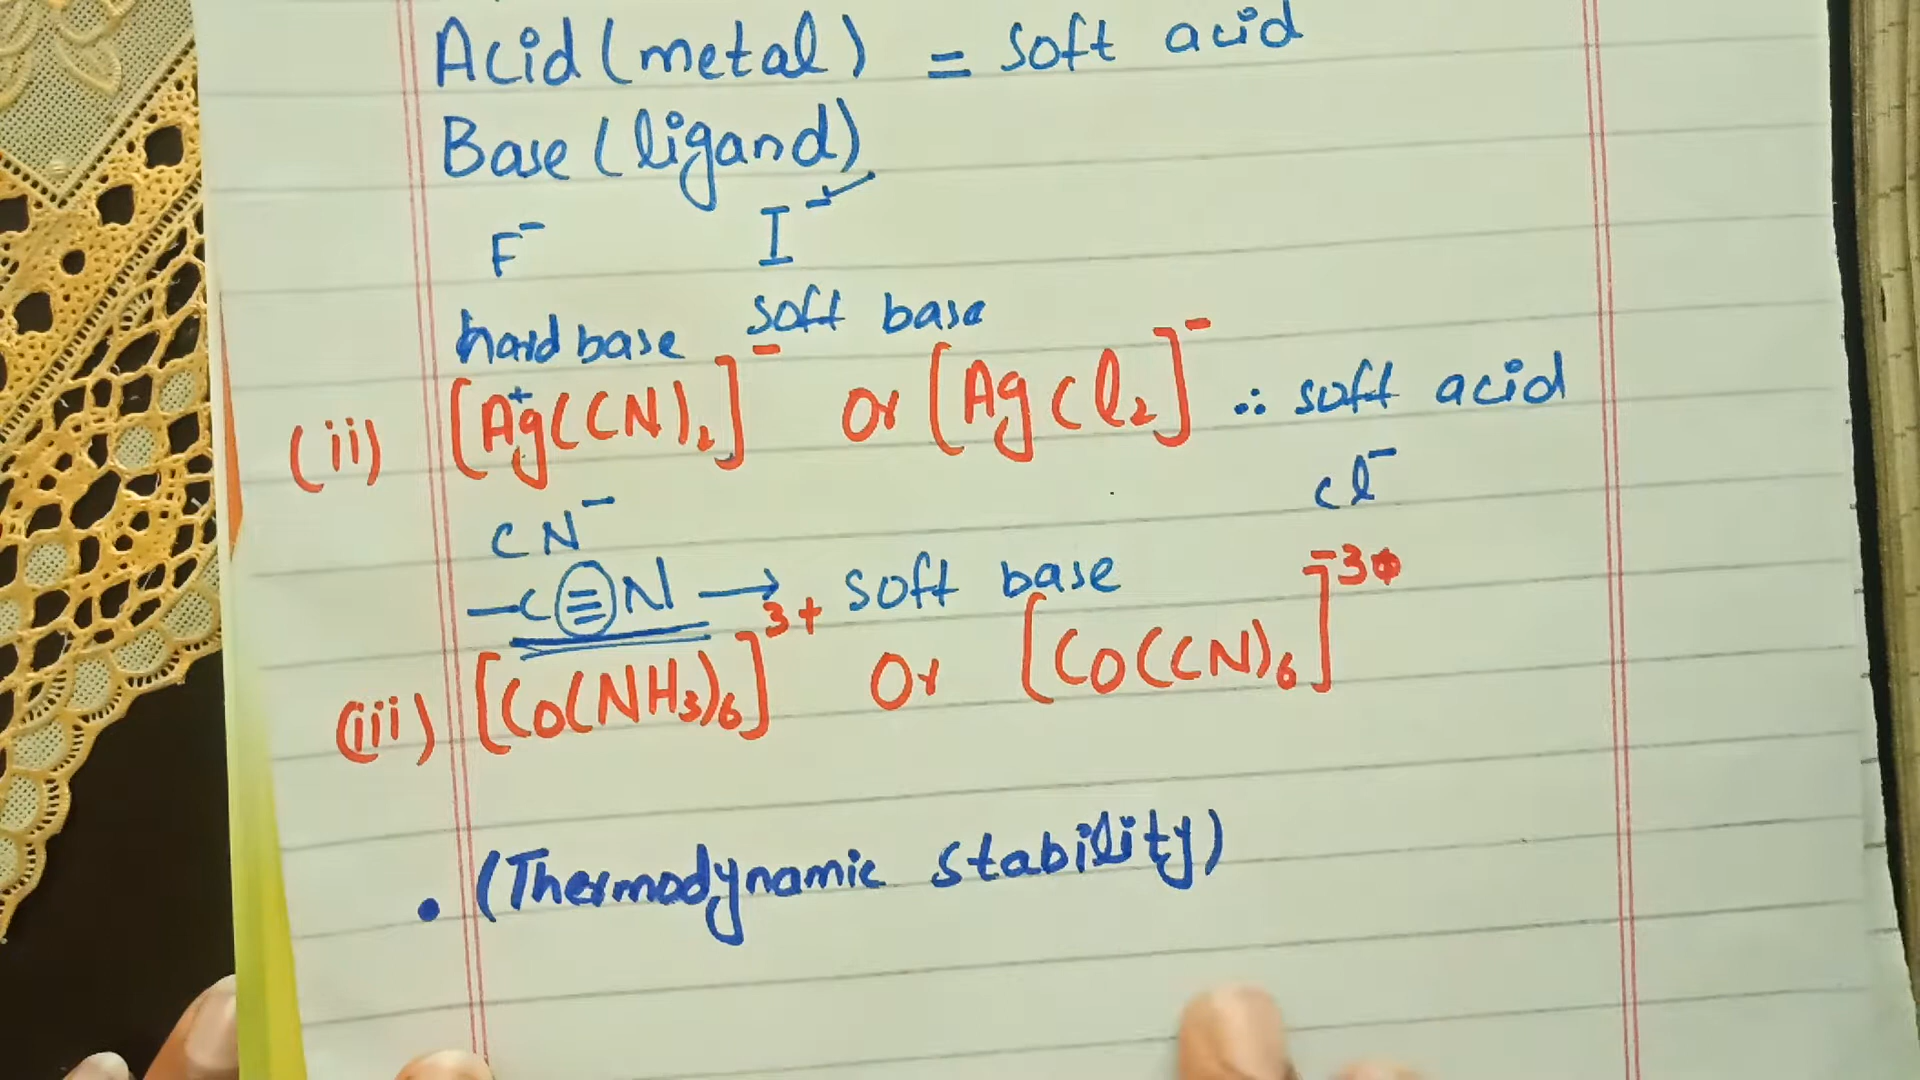 Acid (metal) = soft acid
Base (ligand)
F⁻ I⁻
hard base soft base
(ii) [Ag⁺(CN)₂]⁻ Or [AgCl₂]⁻ ∴ soft acid
CN⁻ Cl⁻
—C≡N → soft base
(iii) [Co(NH₃)₆]³⁺ Or [Co(CN)₆]⁻³
• (Thermodynamic stability)